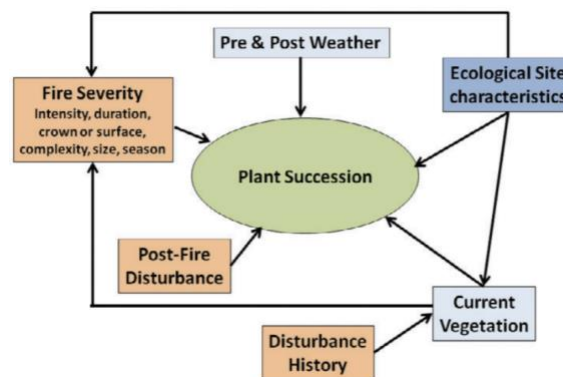 Pre & Post Weather
Ecological Site
characteristics
Fire Severity
Intensity, duration,
crown or surface,
complexity, size, season
Plant Succession
Post-Fire
Disturbance
Current
Vegetation
Disturbance
History